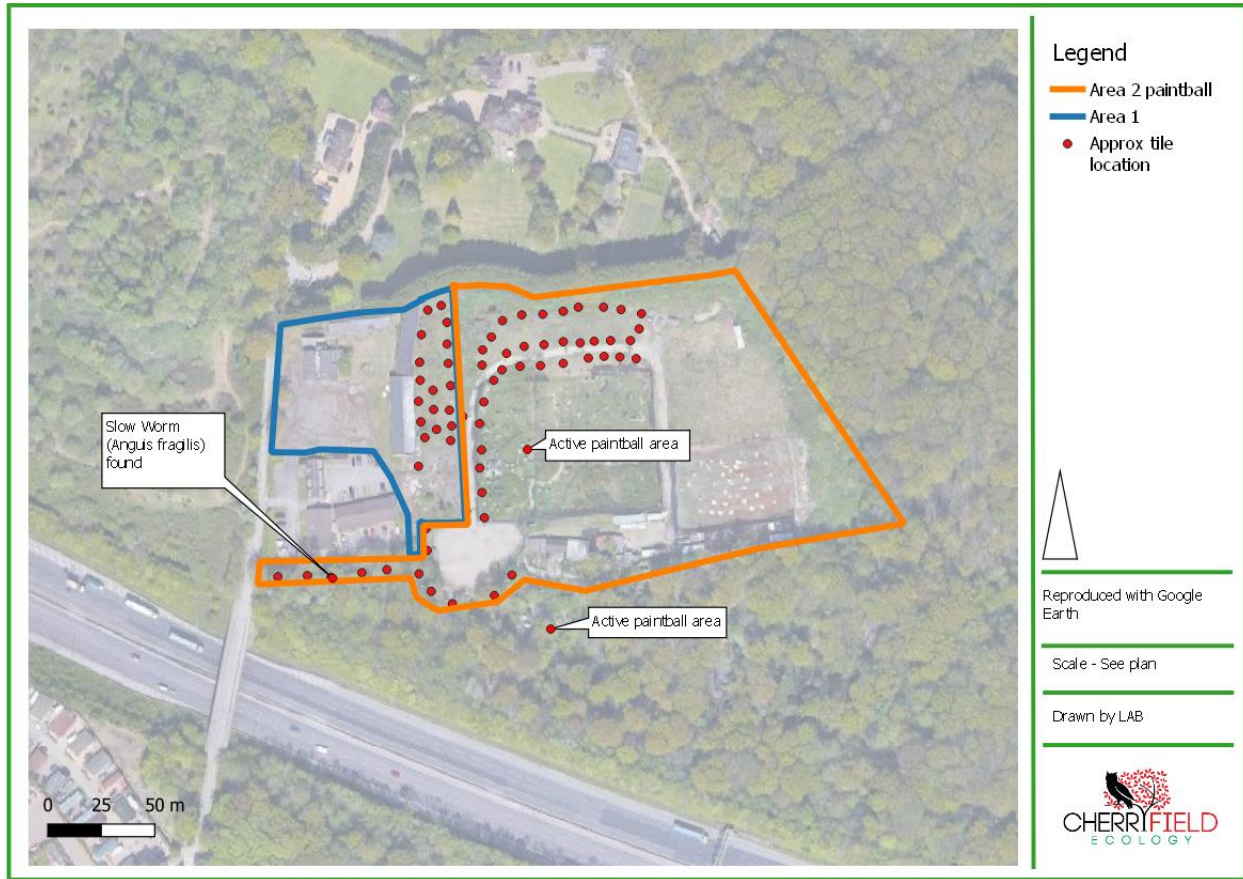 Legend
Area 2 paintball
Area 1
Approx tile
location
Slow Worm
(Anguis fragilis)
found
Active paintball area
Active paintball area
0 25 50 m
Reproduced with Google
Earth
Scale - See plan
Drawn by LAB
CHERRYFIELD
ECOLOGY